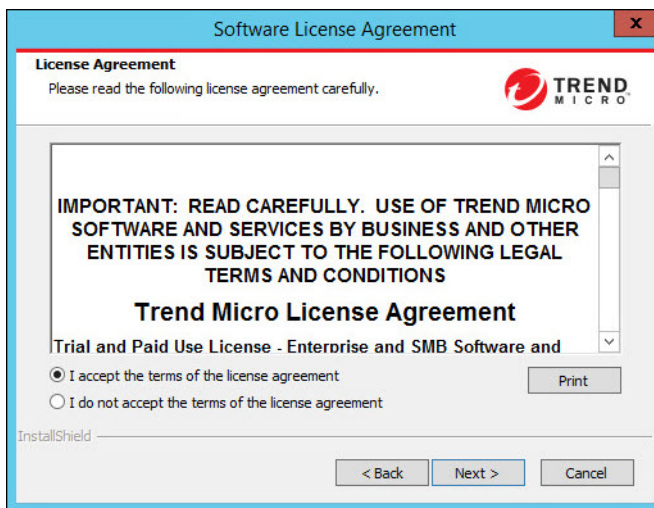 Software License Agreement
x
License Agreement
Please read the following license agreement carefully.
TREND
MICRO
IMPORTANT: READ CAREFULLY. USE OF TREND MICRO
SOFTWARE AND SERVICES BY BUSINESS AND OTHER
ENTITIES IS SUBJECT TO THE FOLLOWING LEGAL
TERMS AND CONDITIONS
Trend Micro License Agreement
Trial and Paid Use License - Enterprise and SMB Software and
I accept the terms of the license agreement
Print
I do not accept the terms of the license agreement
InstallShield
< Back Next > Cancel